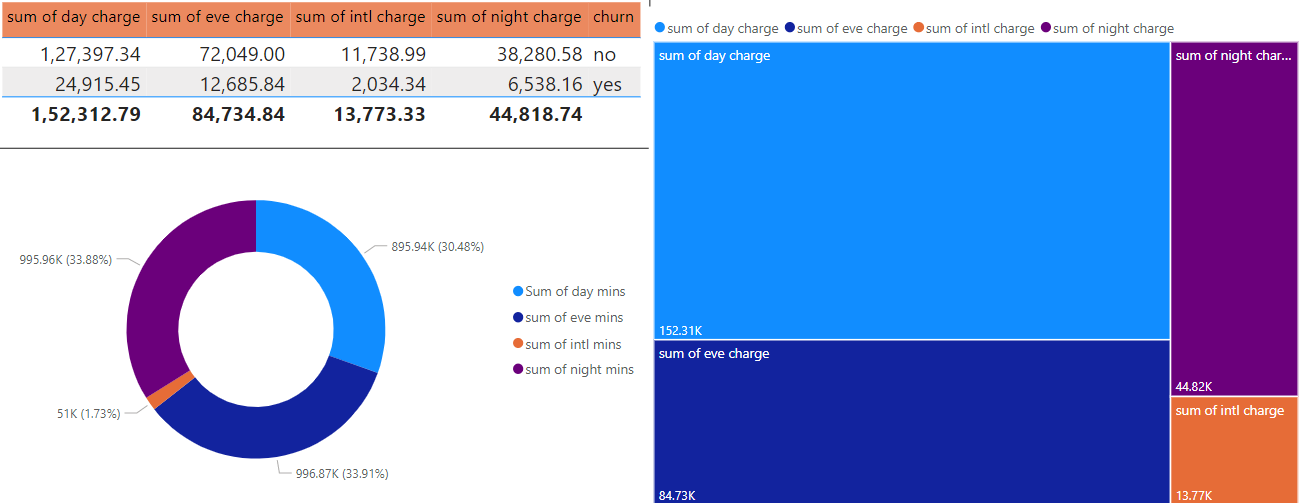 sum of day charge sum of eve charge sum of intl charge sum of night charge churn
1,27,397.34 72,049.00 11,738.99 38,280.58 no
24,915.45 12,685.84 2,034.34 6,538.16 yes
1,52,312.79 84,734.84 13,773.33 44,818.74
895.94K (30.48%)
995.96K (33.88%)
51K (1.73%)
996.87K (33.91%)
Sum of day mins
sum of eve mins
sum of intl mins
sum of night mins
sum of day charge sum of eve charge sum of intl charge sum of night charge
sum of day charge
152.31K
sum of night char...
44.82K
sum of eve charge
84.73K
sum of intl charge
13.77K